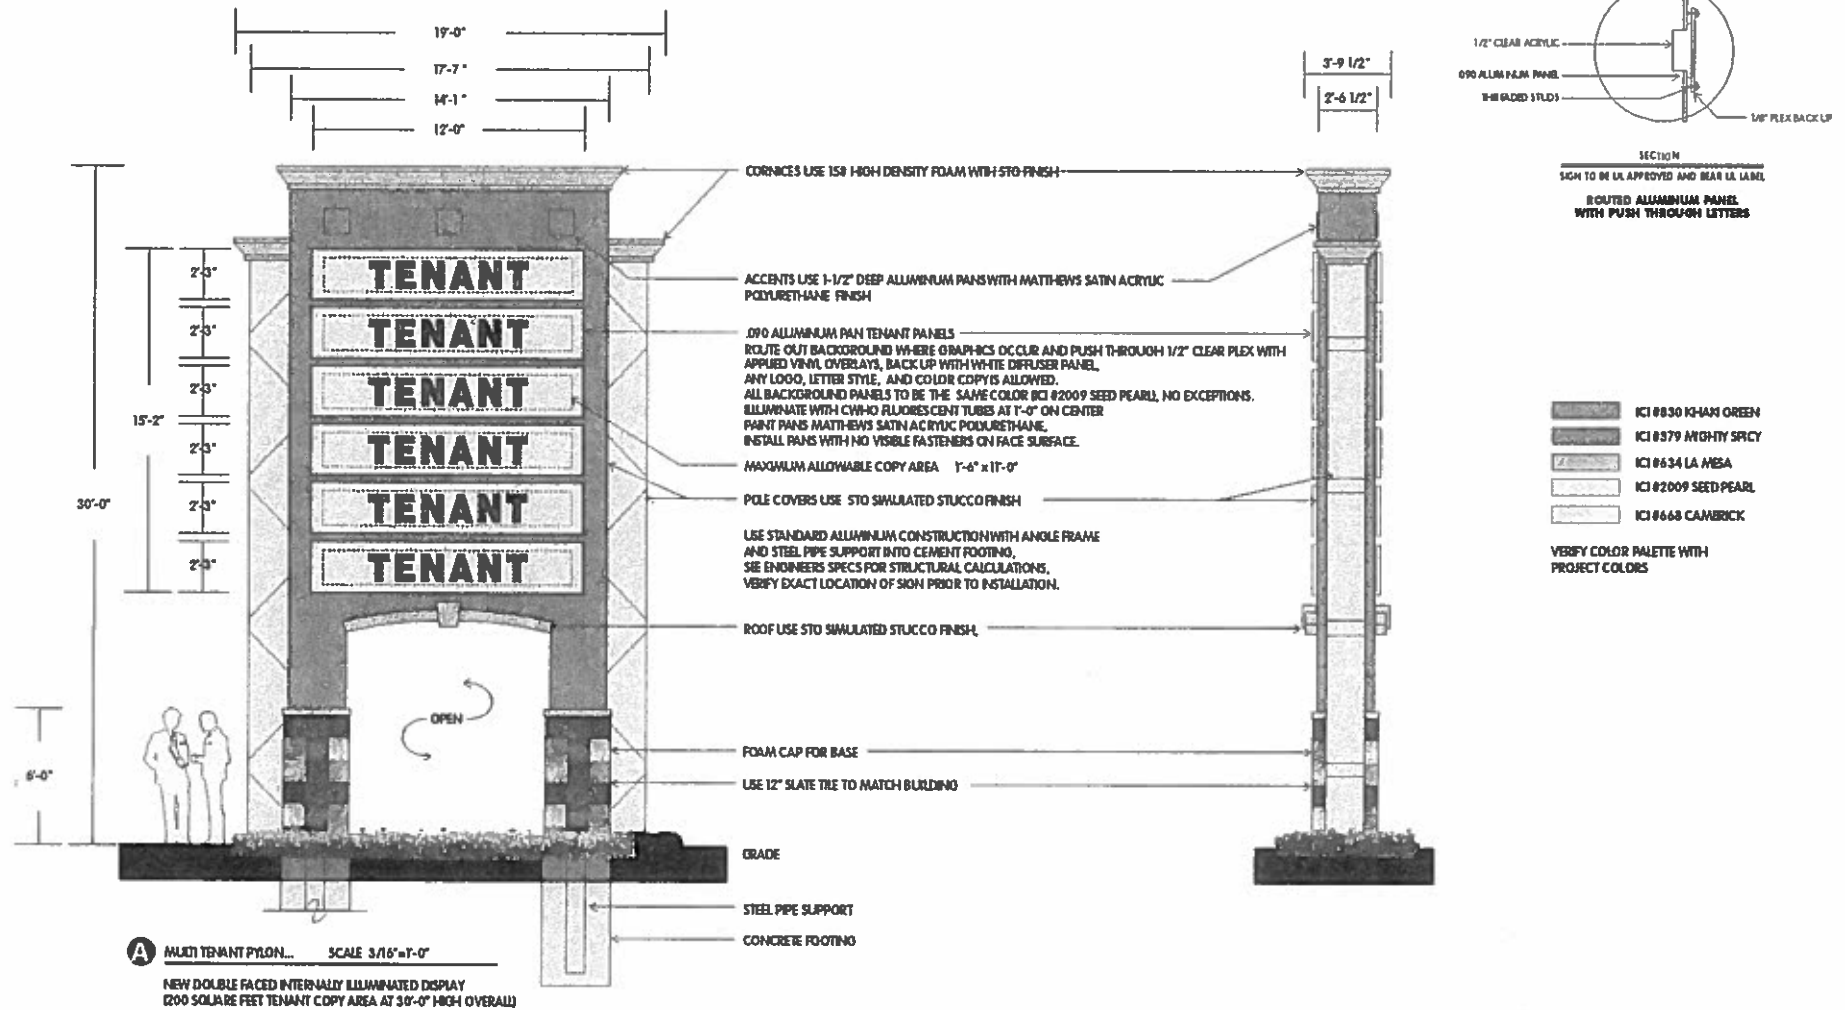 19'-0"
17'-7"
14'-1"
12'-0"
3'-9 1/2"
2'-6 1/2"
1/2" CLEAR ACRYLIC
.090 ALUMINUM PANEL
THREADED STUDS
1/8" PLEX BACK UP
SECTION
SIGN TO BE UL APPROVED AND BEAR UL LABEL
ROUTED ALUMINUM PANEL
WITH PUSH THROUGH LETTERS
CORNICES USE 15# HIGH DENSITY FOAM WITH STO FINISH
ACCENTS USE 1-1/2" DEEP ALUMINUM PANS WITH MATTHEWS SATIN ACRYLIC
POLYURETHANE FINISH
.090 ALUMINUM PAN TENANT PANELS
ROUTE OUT BACKGROUND WHERE GRAPHICS OCCUR AND PUSH THROUGH 1/2" CLEAR PLEX WITH
APPLIED VINYL OVERLAYS, BACK UP WITH WHITE DIFFUSER PANEL,
ANY LOGO, LETTER STYLE, AND COLOR COPY IS ALLOWED.
ALL BACKGROUND PANELS TO BE THE SAME COLOR (ICI #2009 SEED PEARL), NO EXCEPTIONS.
ILLUMINATE WITH CWHO FLUORESCENT TUBES AT 1'-0" ON CENTER
PAINT PANS MATTHEWS SATIN ACRYLIC POLYURETHANE,
INSTALL PANS WITH NO VISIBLE FASTENERS ON FACE SURFACE.
MAXIMUM ALLOWABLE COPY AREA 1'-6" x 11'-0"
POLE COVERS USE STO SIMULATED STUCCO FINISH
USE STANDARD ALUMINUM CONSTRUCTION WITH ANGLE FRAME
AND STEEL PIPE SUPPORT INTO CEMENT FOOTING,
SEE ENGINEERS SPECS FOR STRUCTURAL CALCULATIONS,
VERIFY EXACT LOCATION OF SIGN PRIOR TO INSTALLATION.
ROOF USE STO SIMULATED STUCCO FINISH,
FOAM CAP FOR BASE
USE 12" SLATE TILE TO MATCH BUILDING
GRADE
STEEL PIPE SUPPORT
CONCRETE FOOTING
2'-3"
2'-3"
2'-3"
2'-3"
2'-3"
2'-3"
15'-2"
30'-0"
6'-0"
TENANT
TENANT
TENANT
TENANT
TENANT
TENANT
OPEN
ICI #830 KHAKI GREEN
ICI #379 MIGHTY SPICY
ICI #634 LA MESA
ICI #2009 SEED PEARL
ICI #668 CAMBRICK
VERIFY COLOR PALETTE WITH
PROJECT COLORS
A MULTI TENANT PYLON... SCALE 3/16"=1'-0"
NEW DOUBLE FACED INTERNALLY ILLUMINATED DISPLAY
(200 SQUARE FEET TENANT COPY AREA AT 30'-0" HIGH OVERALL)